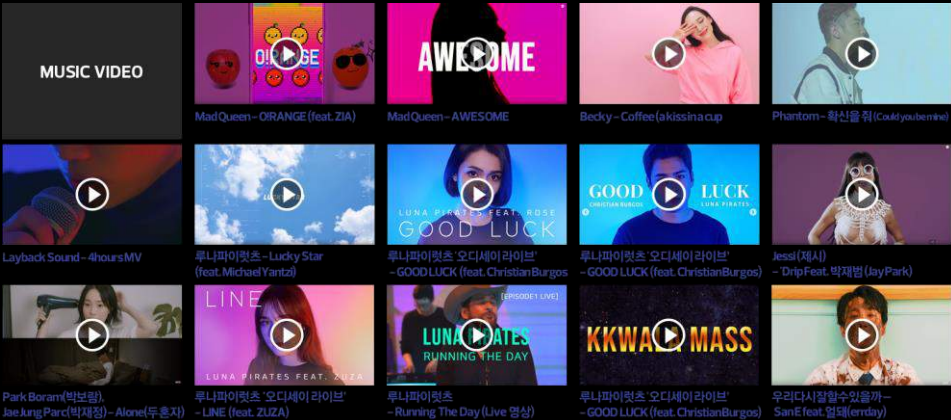 MUSIC VIDEO
O!RANGE
MadQueen – O!RANGE (feat. ZIA)
AWESOME
MadQueen – AWESOME
Becky – Coffee (a kiss in a cup
Phantom – 확신을 줘 (Could you be mine)
Layback Sound – 4hours MV
루나파이럿츠 – Lucky Star
(feat. Michael Yantzi)
LUNA PIRATES FEAT. ROSE
GOOD LUCK
루나파이럿츠 '오디세이 라이브'
– GOOD LUCK (feat. Christian Burgos
GOOD LUCK
CHRISTIAN BURGOS LUNA PIRATES
루나파이럿츠 '오디세이 라이브'
– GOOD LUCK (feat. Christian Burgos)
Jessi (제시)
– 'Drip Feat. 박재범 (Jay Park)
Park Boram(박보람),
Jae Jung Parc(박재정) – Alone(두 혼자)
LINE
LUNA PIRATES FEAT. ZUZA
루나파이럿츠 '오디세이 라이브'
– LINE (feat. ZUZA)
[EPISODE1 LIVE]
LUNA PIRATES
RUNNING THE DAY
루나파이럿츠
– Running The Day (Live 영상)
MASS
루나파이럿츠 '오디세이 라이브'
– GOOD LUCK (feat. Christian Burgos)
우리다시잘할수있을까 –
San E feat. 얼돼(errday)